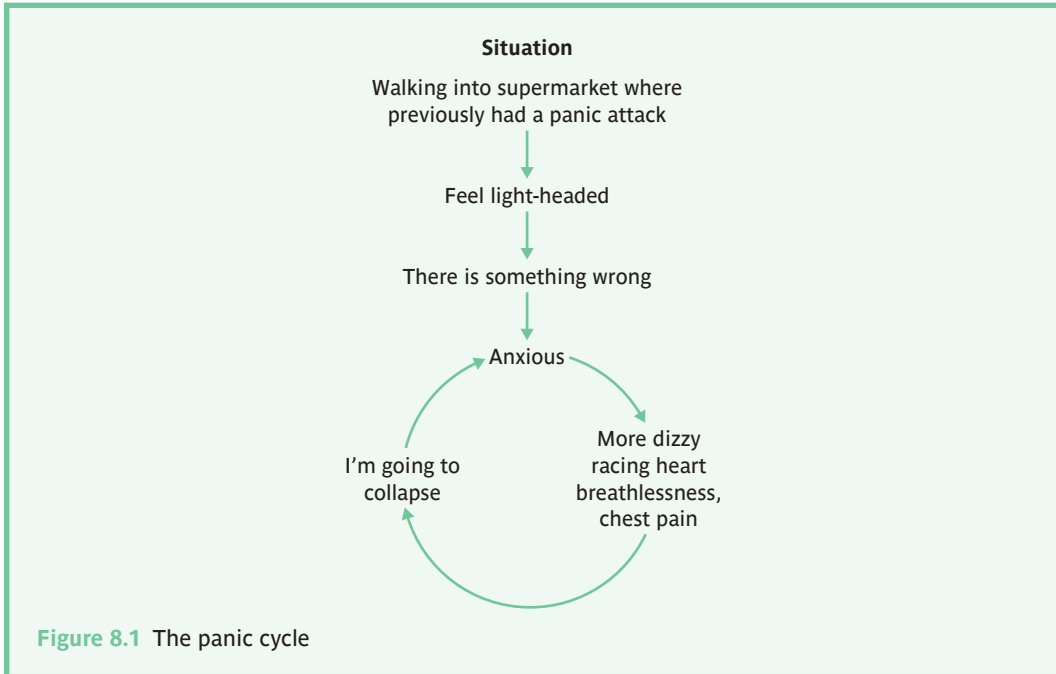 Situation
Walking into supermarket where
previously had a panic attack
Feel light-headed
There is something wrong
Anxious
More dizzy
racing heart
breathlessness,
chest pain
I'm going to
collapse
Figure 8.1 The panic cycle